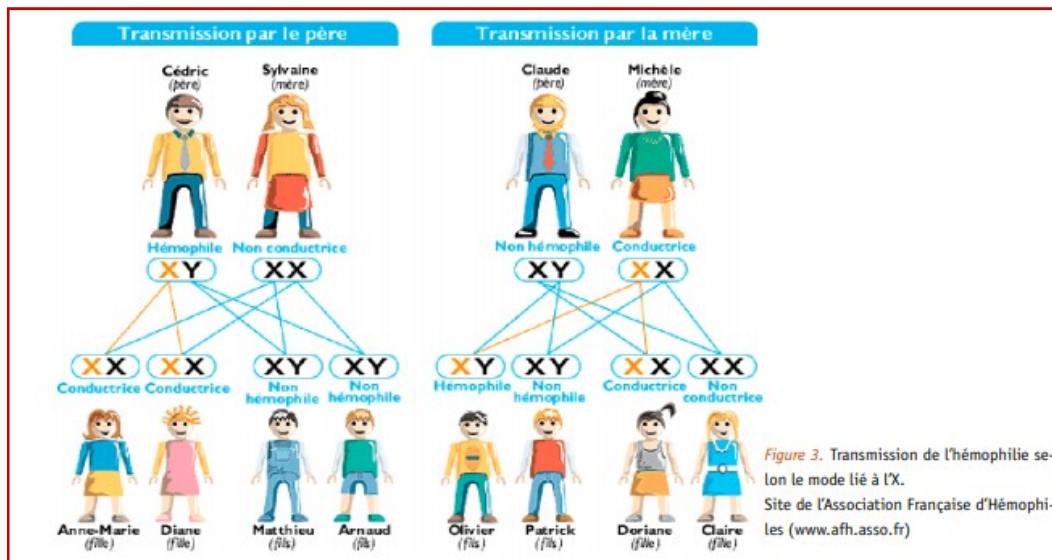 Transmission par le père
Cédric
(père)
Sylvaine
(mère)
Hémophile
Non conductrice
XY
XX
XX
XX
XY
XY
Conductrice
Conductrice
Non
hémophile
Non
hémophile
Anne-Marie
(fille)
Diane
(fille)
Matthieu
(fils)
Arnaud
(fils)
Transmission par la mère
Claude
(père)
Michèle
(mère)
Non hémophile
Conductrice
XY
XX
XY
XY
XX
XX
Hémophile
Non
hémophile
Conductrice
Non
conductrice
Olivier
(fils)
Patrick
(fils)
Doriane
(fille)
Claire
(fille)
Figure 3. Transmission de l'hémophilie se-
lon le mode lié à l'X.
Site de l'Association Française d'Hémophi-
les (www.afh.asso.fr)